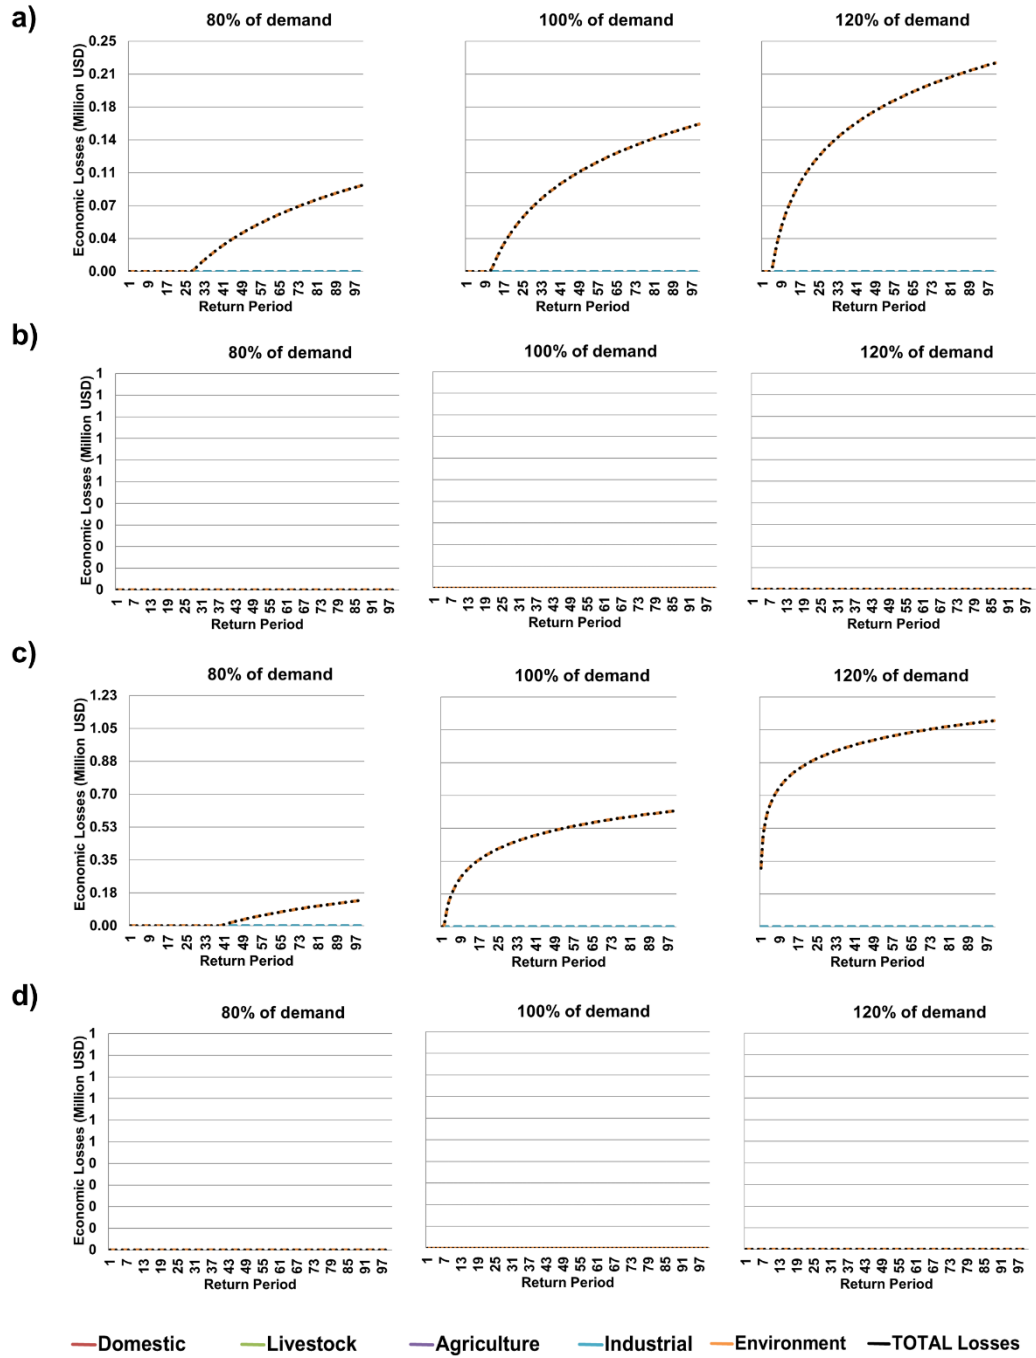 a)
80% of demand 100% of demand 120% of demand
Economic Losses (Million USD)
0.25
0.21
0.18
0.14
0.11
0.07
0.04
0.00
1 9 17 25 33 41 49 57 65 73 81 89 97
1 9 17 25 33 41 49 57 65 73 81 89 97
1 9 17 25 33 41 49 57 65 73 81 89 97
Return Period Return Period Return Period
b)
80% of demand 100% of demand 120% of demand
Economic Losses (Million USD)
1
1
1
1
1
1
0
0
0
0
0
1 7 13 19 25 31 37 43 49 55 61 67 73 79 85 91 97
1 7 13 19 25 31 37 43 49 55 61 67 73 79 85 91 97
1 7 13 19 25 31 37 43 49 55 61 67 73 79 85 91 97
Return Period Return Period Return Period
c)
80% of demand 100% of demand 120% of demand
Economic Losses (Million USD)
1.23
1.05
0.88
0.70
0.53
0.35
0.18
0.00
1 9 17 25 33 41 49 57 65 73 81 89 97
1 9 17 25 33 41 49 57 65 73 81 89 97
1 9 17 25 33 41 49 57 65 73 81 89 97
Return Period Return Period Return Period
d)
80% of demand 100% of demand 120% of demand
Economic Losses (Million USD)
1
1
1
1
1
1
0
0
0
0
0
1 7 13 19 25 31 37 43 49 55 61 67 73 79 85 91 97
1 7 13 19 25 31 37 43 49 55 61 67 73 79 85 91 97
1 7 13 19 25 31 37 43 49 55 61 67 73 79 85 91 97
Return Period Return Period Return Period
Domestic Livestock Agriculture Industrial Environment TOTAL Losses